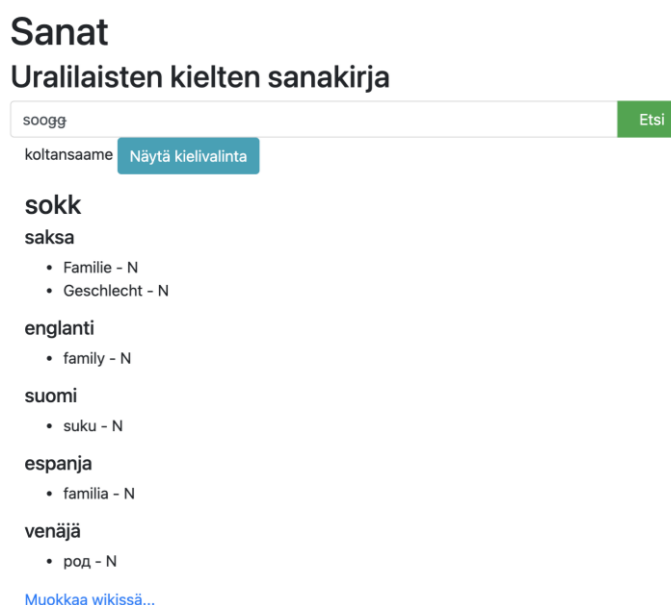 Sanat
Uralilaisten kielten sanakirja
sooǥǥ
Etsi
koltansaame
Näytä kielivalinta
sokk
saksa
Familie - N
Geschlecht - N
englanti
family - N
suomi
suku - N
espanja
familia - N
venäjä
род - N
Muokkaa wikissä...